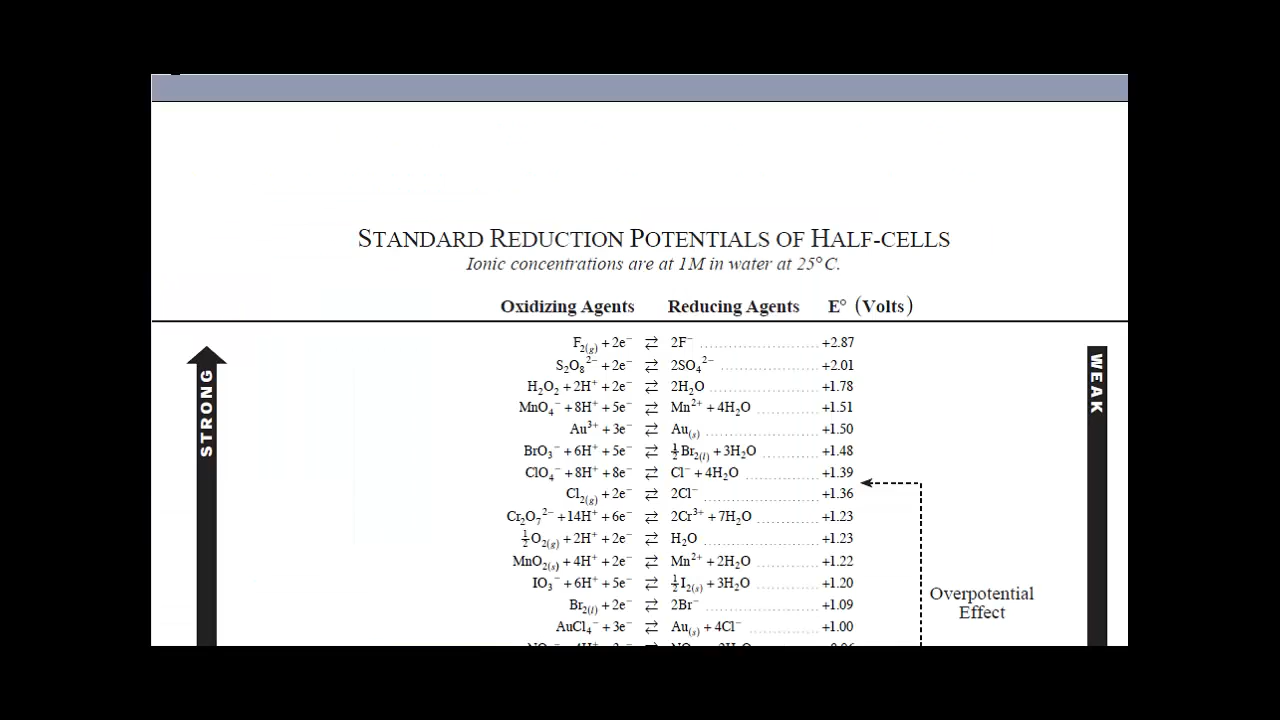 STANDARD REDUCTION POTENTIALS OF HALF-CELLS
Ionic concentrations are at 1M in water at 25°C.
Oxidizing Agents Reducing Agents E° (Volts)
F₂(g) + 2e⁻ ⇄ 2F⁻ .................... +2.87
S₂O₈²⁻ + 2e⁻ ⇄ 2SO₄²⁻ .................... +2.01
H₂O₂ + 2H⁺ + 2e⁻ ⇄ 2H₂O .................... +1.78
MnO₄⁻ + 8H⁺ + 5e⁻ ⇄ Mn²⁺ + 4H₂O ............ +1.51
Au³⁺ + 3e⁻ ⇄ Au(s) .................... +1.50
BrO₃⁻ + 6H⁺ + 5e⁻ ⇄ ½Br₂(l) + 3H₂O ........... +1.48
ClO₄⁻ + 8H⁺ + 8e⁻ ⇄ Cl⁻ + 4H₂O .............. +1.39
Cl₂(g) + 2e⁻ ⇄ 2Cl⁻ .................... +1.36
Cr₂O₇²⁻ + 14H⁺ + 6e⁻ ⇄ 2Cr³⁺ + 7H₂O ............ +1.23
½O₂(g) + 2H⁺ + 2e⁻ ⇄ H₂O .................... +1.23
MnO₂(s) + 4H⁺ + 2e⁻ ⇄ Mn²⁺ + 2H₂O ............ +1.22
IO₃⁻ + 6H⁺ + 5e⁻ ⇄ ½I₂(s) + 3H₂O ............ +1.20
Br₂(l) + 2e⁻ ⇄ 2Br⁻ .................... +1.09
AuCl₄⁻ + 3e⁻ ⇄ Au(s) + 4Cl⁻ ............. +1.00
STRONG
WEAK
Overpotential
Effect